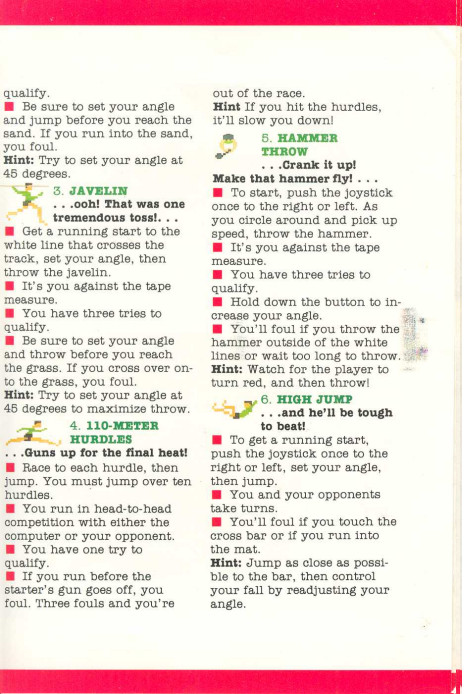 qualify.
■ Be sure to set your angle
and jump before you reach the
sand. If you run into the sand,
you foul.
Hint: Try to set your angle at
45 degrees.
3. JAVELIN
. . .ooh! That was one
tremendous toss!. . .
■ Get a running start to the
white line that crosses the
track, set your angle, then
throw the javelin.
■ It's you against the tape
measure.
■ You have three tries to
qualify.
■ Be sure to set your angle
and throw before you reach
the grass. If you cross over on-
to the grass, you foul.
Hint: Try to set your angle at
45 degrees to maximize throw.
4. 110-METER
HURDLES
. . .Guns up for the final heat!
■ Race to each hurdle, then
jump. You must jump over ten
hurdles.
■ You run in head-to-head
competition with either the
computer or your opponent.
■ You have one try to
qualify.
■ If you run before the
starter's gun goes off, you
foul. Three fouls and you're
out of the race.
Hint If you hit the hurdles,
it'll slow you down!
5. HAMMER
THROW
. . .Crank it up!
Make that hammer fly! . . .
■ To start, push the joystick
once to the right or left. As
you circle around and pick up
speed, throw the hammer.
■ It's you against the tape
measure.
■ You have three tries to
qualify.
■ Hold down the button to in-
crease your angle.
■ You'll foul if you throw the
hammer outside of the white
lines or wait too long to throw.
Hint: Watch for the player to
turn red, and then throw!
6. HIGH JUMP
. . .and he'll be tough
to beat!
■ To get a running start,
push the joystick once to the
right or left, set your angle,
then jump.
■ You and your opponents
take turns.
■ You'll foul if you touch the
cross bar or if you run into
the mat.
Hint: Jump as close as possi-
ble to the bar, then control
your fall by readjusting your
angle.